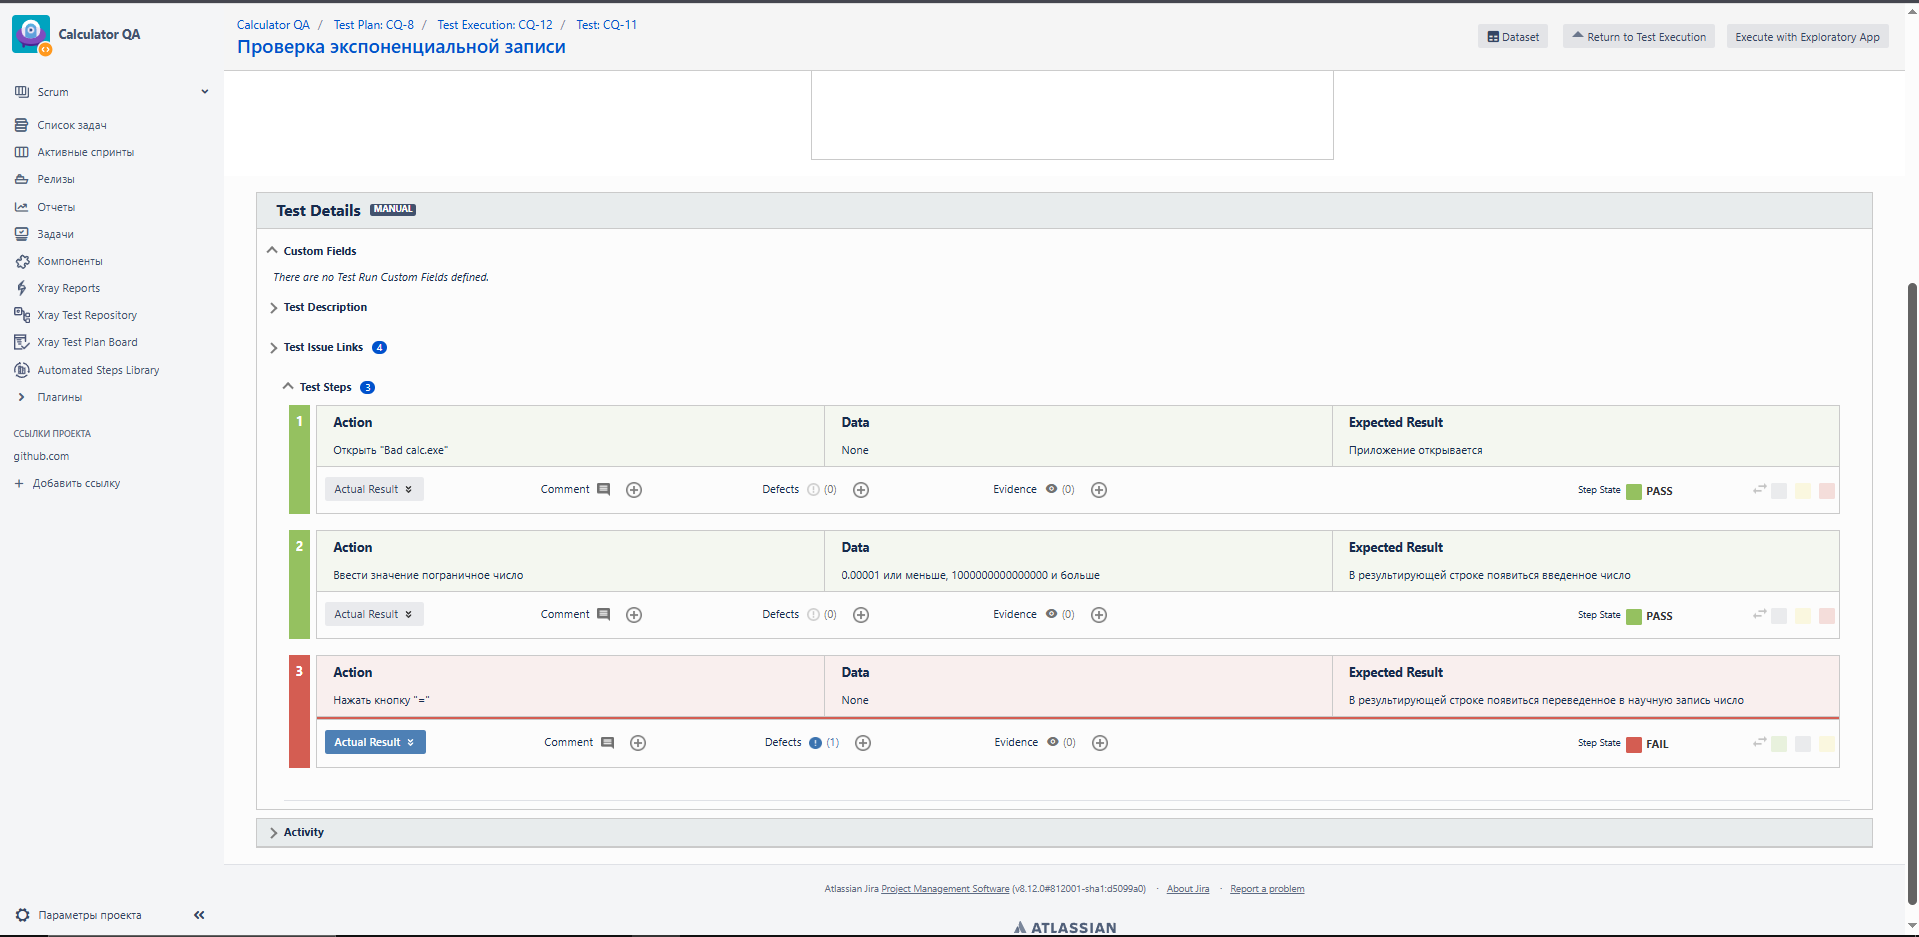 Calculator QA
Scrum
Список задач
Активные спринты
Релизы
Отчеты
Задачи
Компоненты
Xray Reports
Xray Test Repository
Xray Test Plan Board
Automated Steps Library
Плагины
ССЫЛКИ ПРОЕКТА
github.com
+ Добавить ссылку
Параметры проекта
Calculator QA / Test Plan: CQ-8 / Test Execution: CQ-12 / Test: CQ-11
Проверка экспоненциальной записи
Dataset Return to Test Execution Execute with Exploratory App
Test Details MANUAL
Custom Fields
There are no Test Run Custom Fields defined.
Test Description
Test Issue Links 4
Test Steps 3
1 Action Data Expected Result
Открыть "Bad calc.exe" None Приложение открывается
Actual Result Comment Defects (0) Evidence (0) Step State PASS
2 Action Data Expected Result
Ввести значение пограничное число 0.00001 или меньше, 1000000000000000 и больше В результирующей строке появиться введенное число
Actual Result Comment Defects (0) Evidence (0) Step State PASS
3 Action Data Expected Result
Нажать кнопку "=" None В результирующей строке появиться переведенное в научную запись число
Actual Result Comment Defects (1) Evidence (0) Step State FAIL
Activity
Atlassian Jira Project Management Software (v8.12.0#812001-sha1:d5099a0) · About Jira · Report a problem
ATLASSIAN